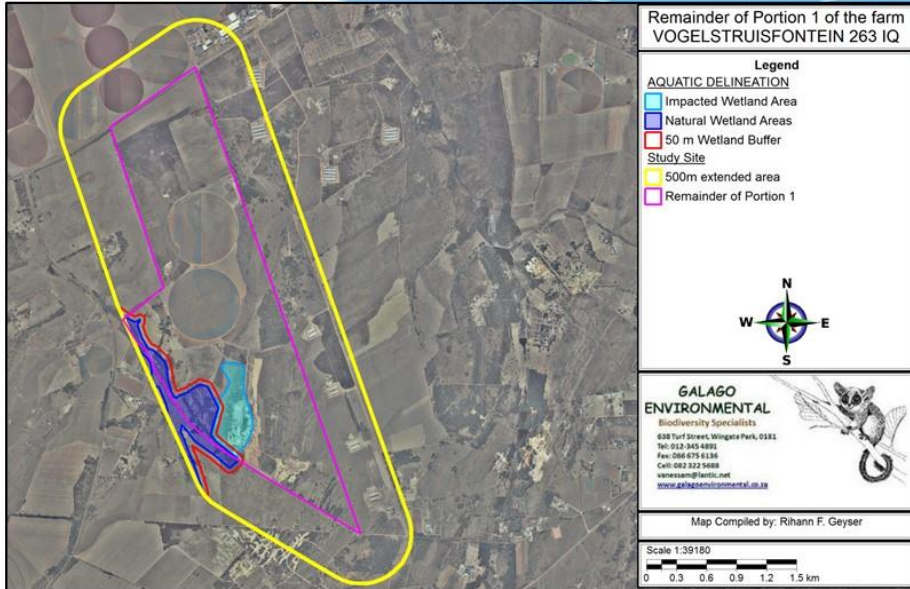 Remainder of Portion 1 of the farm
VOGELSTRUISFONTEIN 263 IQ
Legend
AQUATIC DELINEATION
Impacted Wetland Area
Natural Wetland Areas
50 m Wetland Buffer
Study Site
500m extended area
Remainder of Portion 1
N
W E
S
GALAGO
ENVIRONMENTAL
Biodiversity Specialists
638 Turf Street, Wingate Park, 0181
Tel: 012-345 4891
Fax: 086 675 6136
Cell: 082 322 5688
vanessam@lantic.net
www.galagoenvironmental.co.za
Map Compiled by: Rihann F. Geyser
Scale 1:39180
0 0.3 0.6 0.9 1.2 1.5 km